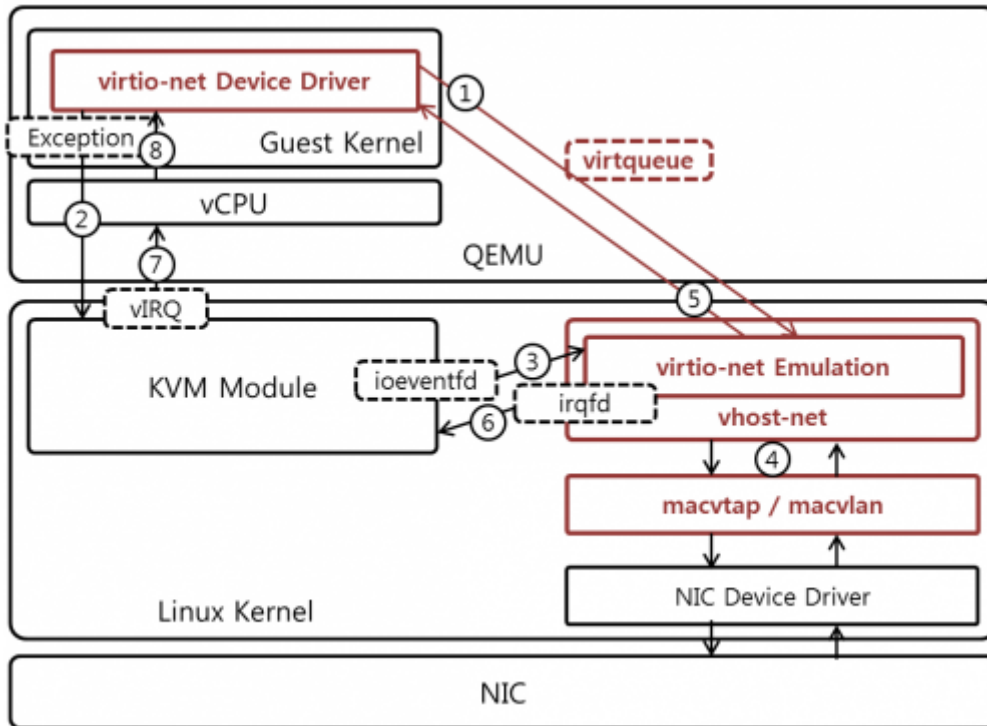 virtio-net Device Driver
1
Exception
8
Guest Kernel
virtqueue
vCPU
2
QEMU
7
5
vIRQ
KVM Module
ioeventfd
3
virtio-net Emulation
irqfd
6
vhost-net
4
macvtap / macvlan
NIC Device Driver
Linux Kernel
NIC